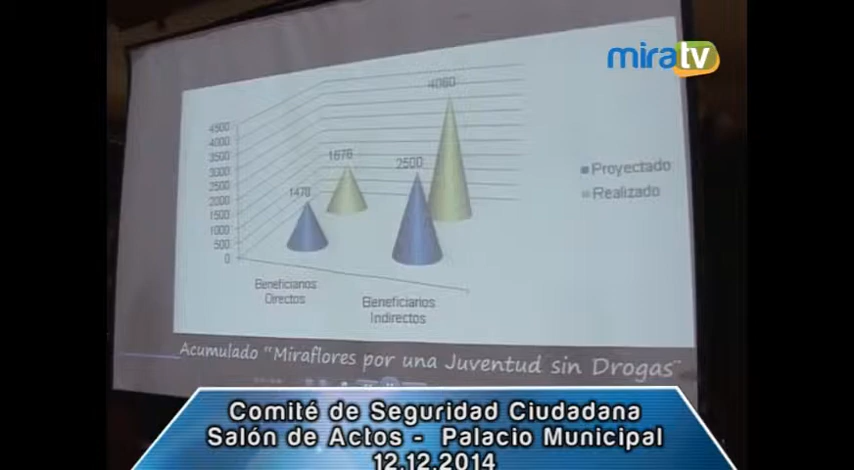 miratv
4060
4500
4000
3500
3000
2500
2000
1500
1000
500
0
1676
2500
1470
Proyectado
Realizado
Beneficiarios
Directos
Beneficiarios
Indirectos
Acumulado "Miraflores por una Juventud sin Drogas"
Comité de Seguridad Ciudadana
Salón de Actos - Palacio Municipal
12.12.2014